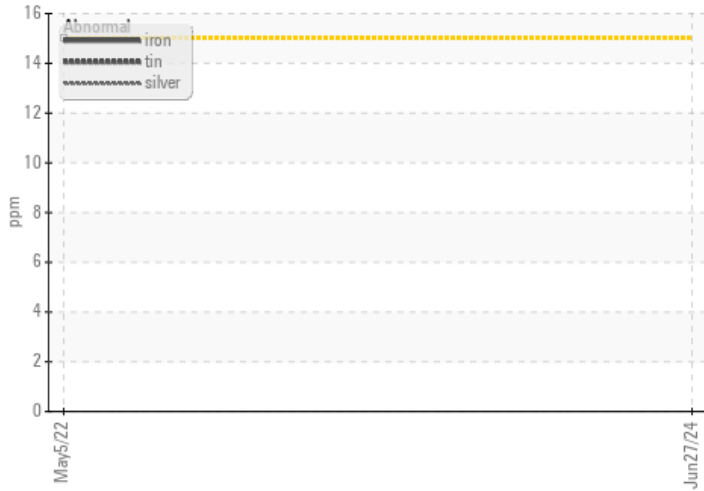 16
Abnormal
iron
tin
silver
14
12
10
8
6
4
2
0
ppm
May5/22
Jun27/24